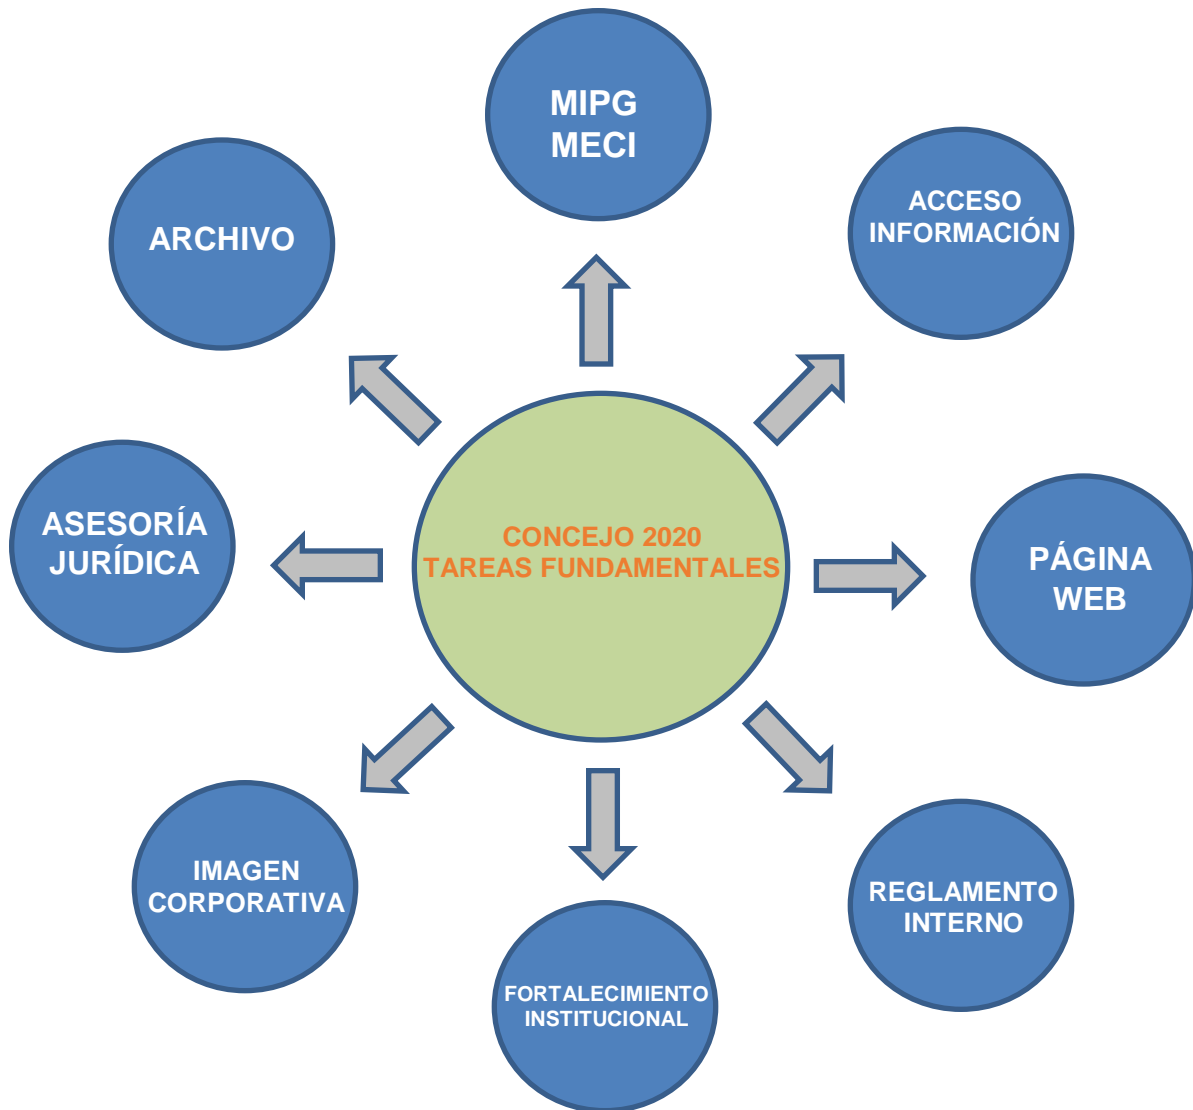 MIPG
MECI
ACCESO
INFORMACIÓN
ARCHIVO
ASESORÍA
JURÍDICA
CONCEJO 2020
TAREAS FUNDAMENTALES
PÁGINA
WEB
IMAGEN
CORPORATIVA
REGLAMENTO
INTERNO
FORTALECIMIENTO
INSTITUCIONAL